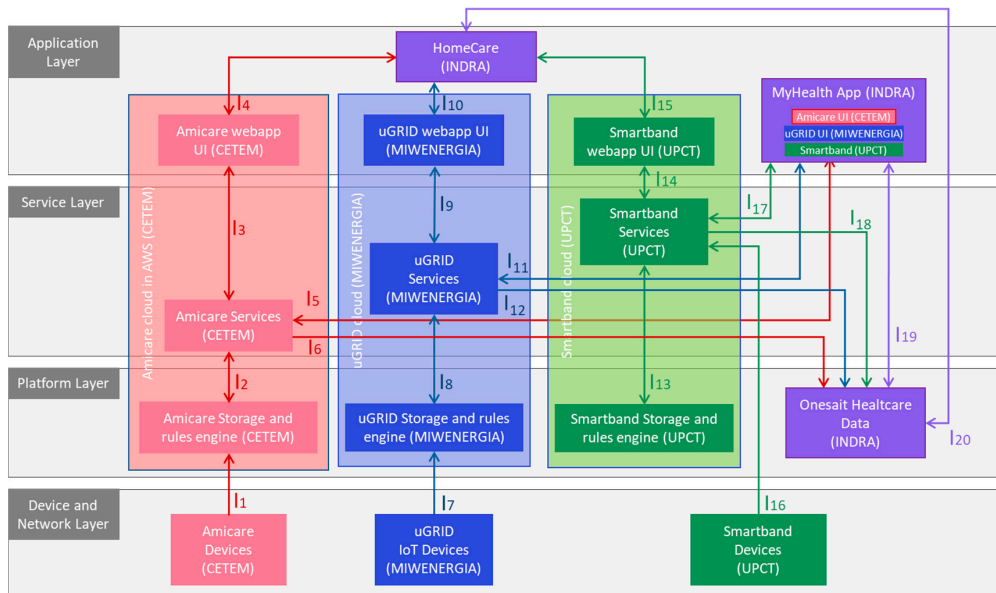 Application
Layer
HomeCare
(INDRA)
I4
I10
I15
MyHealth App (INDRA)
Amicare UI (CETEM)
uGRID UI (MIWENERGIA)
Smartband (UPCT)
Amicare webapp
UI (CETEM)
uGRID webapp UI
(MIWENERGIA)
Smartband
webapp UI (UPCT)
Service Layer
I3
I9
I14
I17
I18
Smartband
Services
(UPCT)
Amicare cloud in AWS (CETEM)
uGRID cloud (MIWENERGIA)
Smartband cloud (UPCT)
uGRID
Services
(MIWENERGIA)
I11
I12
I5
Amicare Services
(CETEM)
I6
I19
Platform Layer
I2
I8
I13
Amicare Storage and
rules engine (CETEM)
uGRID Storage and rules
engine (MIWENERGIA)
Smartband Storage and
rules engine (UPCT)
Onesait Healtcare
Data
(INDRA)
I20
Device and
Network Layer
I1
I7
I16
Amicare
Devices
(CETEM)
uGRID
IoT Devices
(MIWENERGIA)
Smartband
Devices
(UPCT)